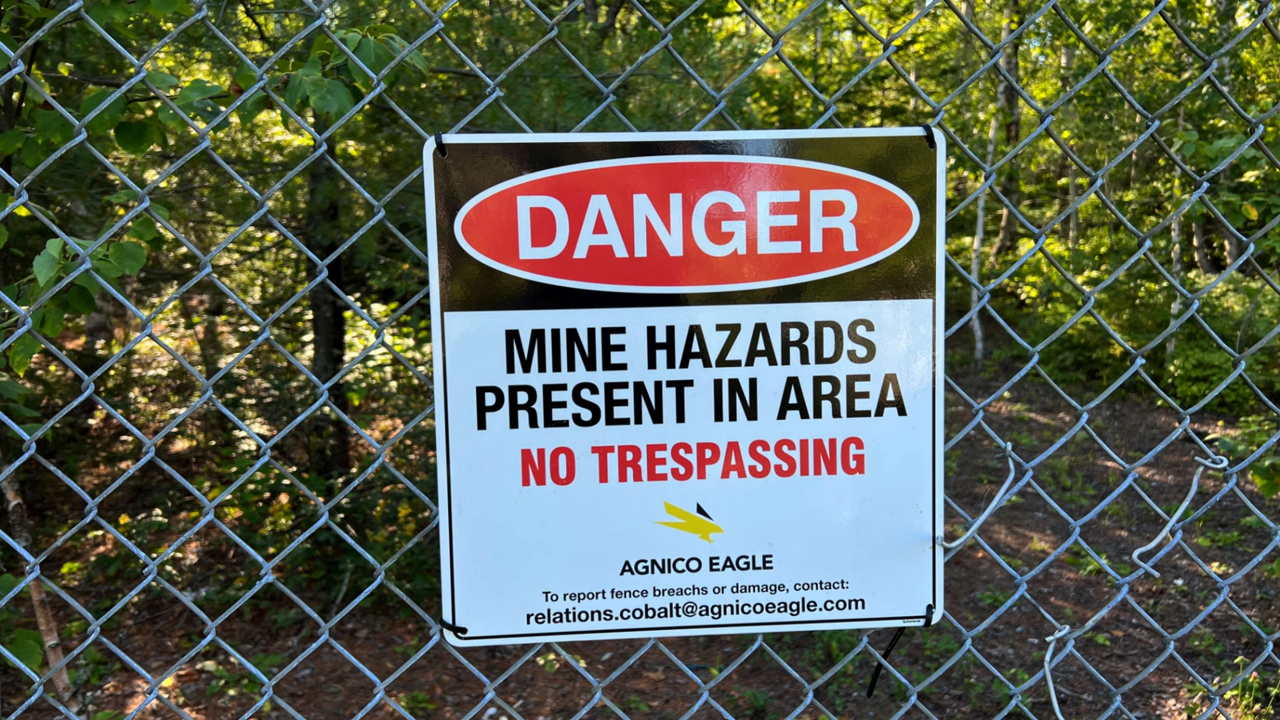 DANGER
MINE HAZARDS
PRESENT IN AREA
NO TRESPASSING
AGNICO EAGLE
To report fence breachs or damage, contact:
relations.cobalt@agnicoeagle.com